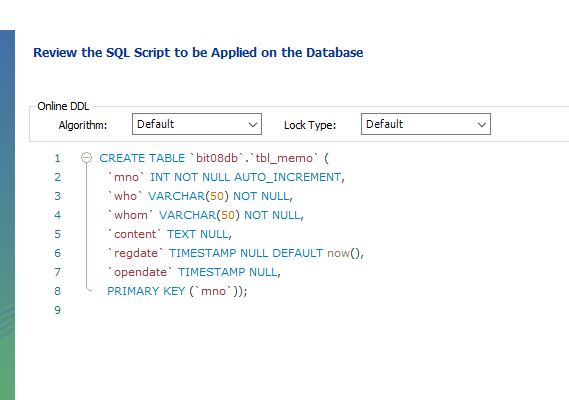 Review the SQL Script to be Applied on the Database
Online DDL
Algorithm: Default Lock Type: Default
1 CREATE TABLE `bit08db`.`tbl_memo` (
2 `mno` INT NOT NULL AUTO_INCREMENT,
3 `who` VARCHAR(50) NOT NULL,
4 `whom` VARCHAR(50) NOT NULL,
5 `content` TEXT NULL,
6 `regdate` TIMESTAMP NULL DEFAULT now(),
7 `opendate` TIMESTAMP NULL,
8 PRIMARY KEY (`mno`));
9